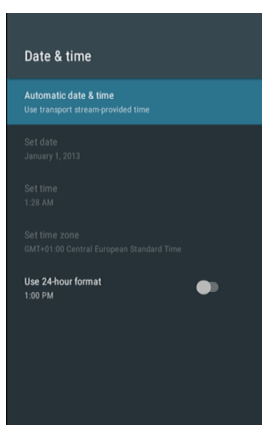 Date & time
Automatic date & time
Use transport stream-provided time
Set date
January 1, 2013
Set time
1:28 AM
Set time zone
GMT+01:00 Central European Standard Time
Use 24-hour format
1:00 PM